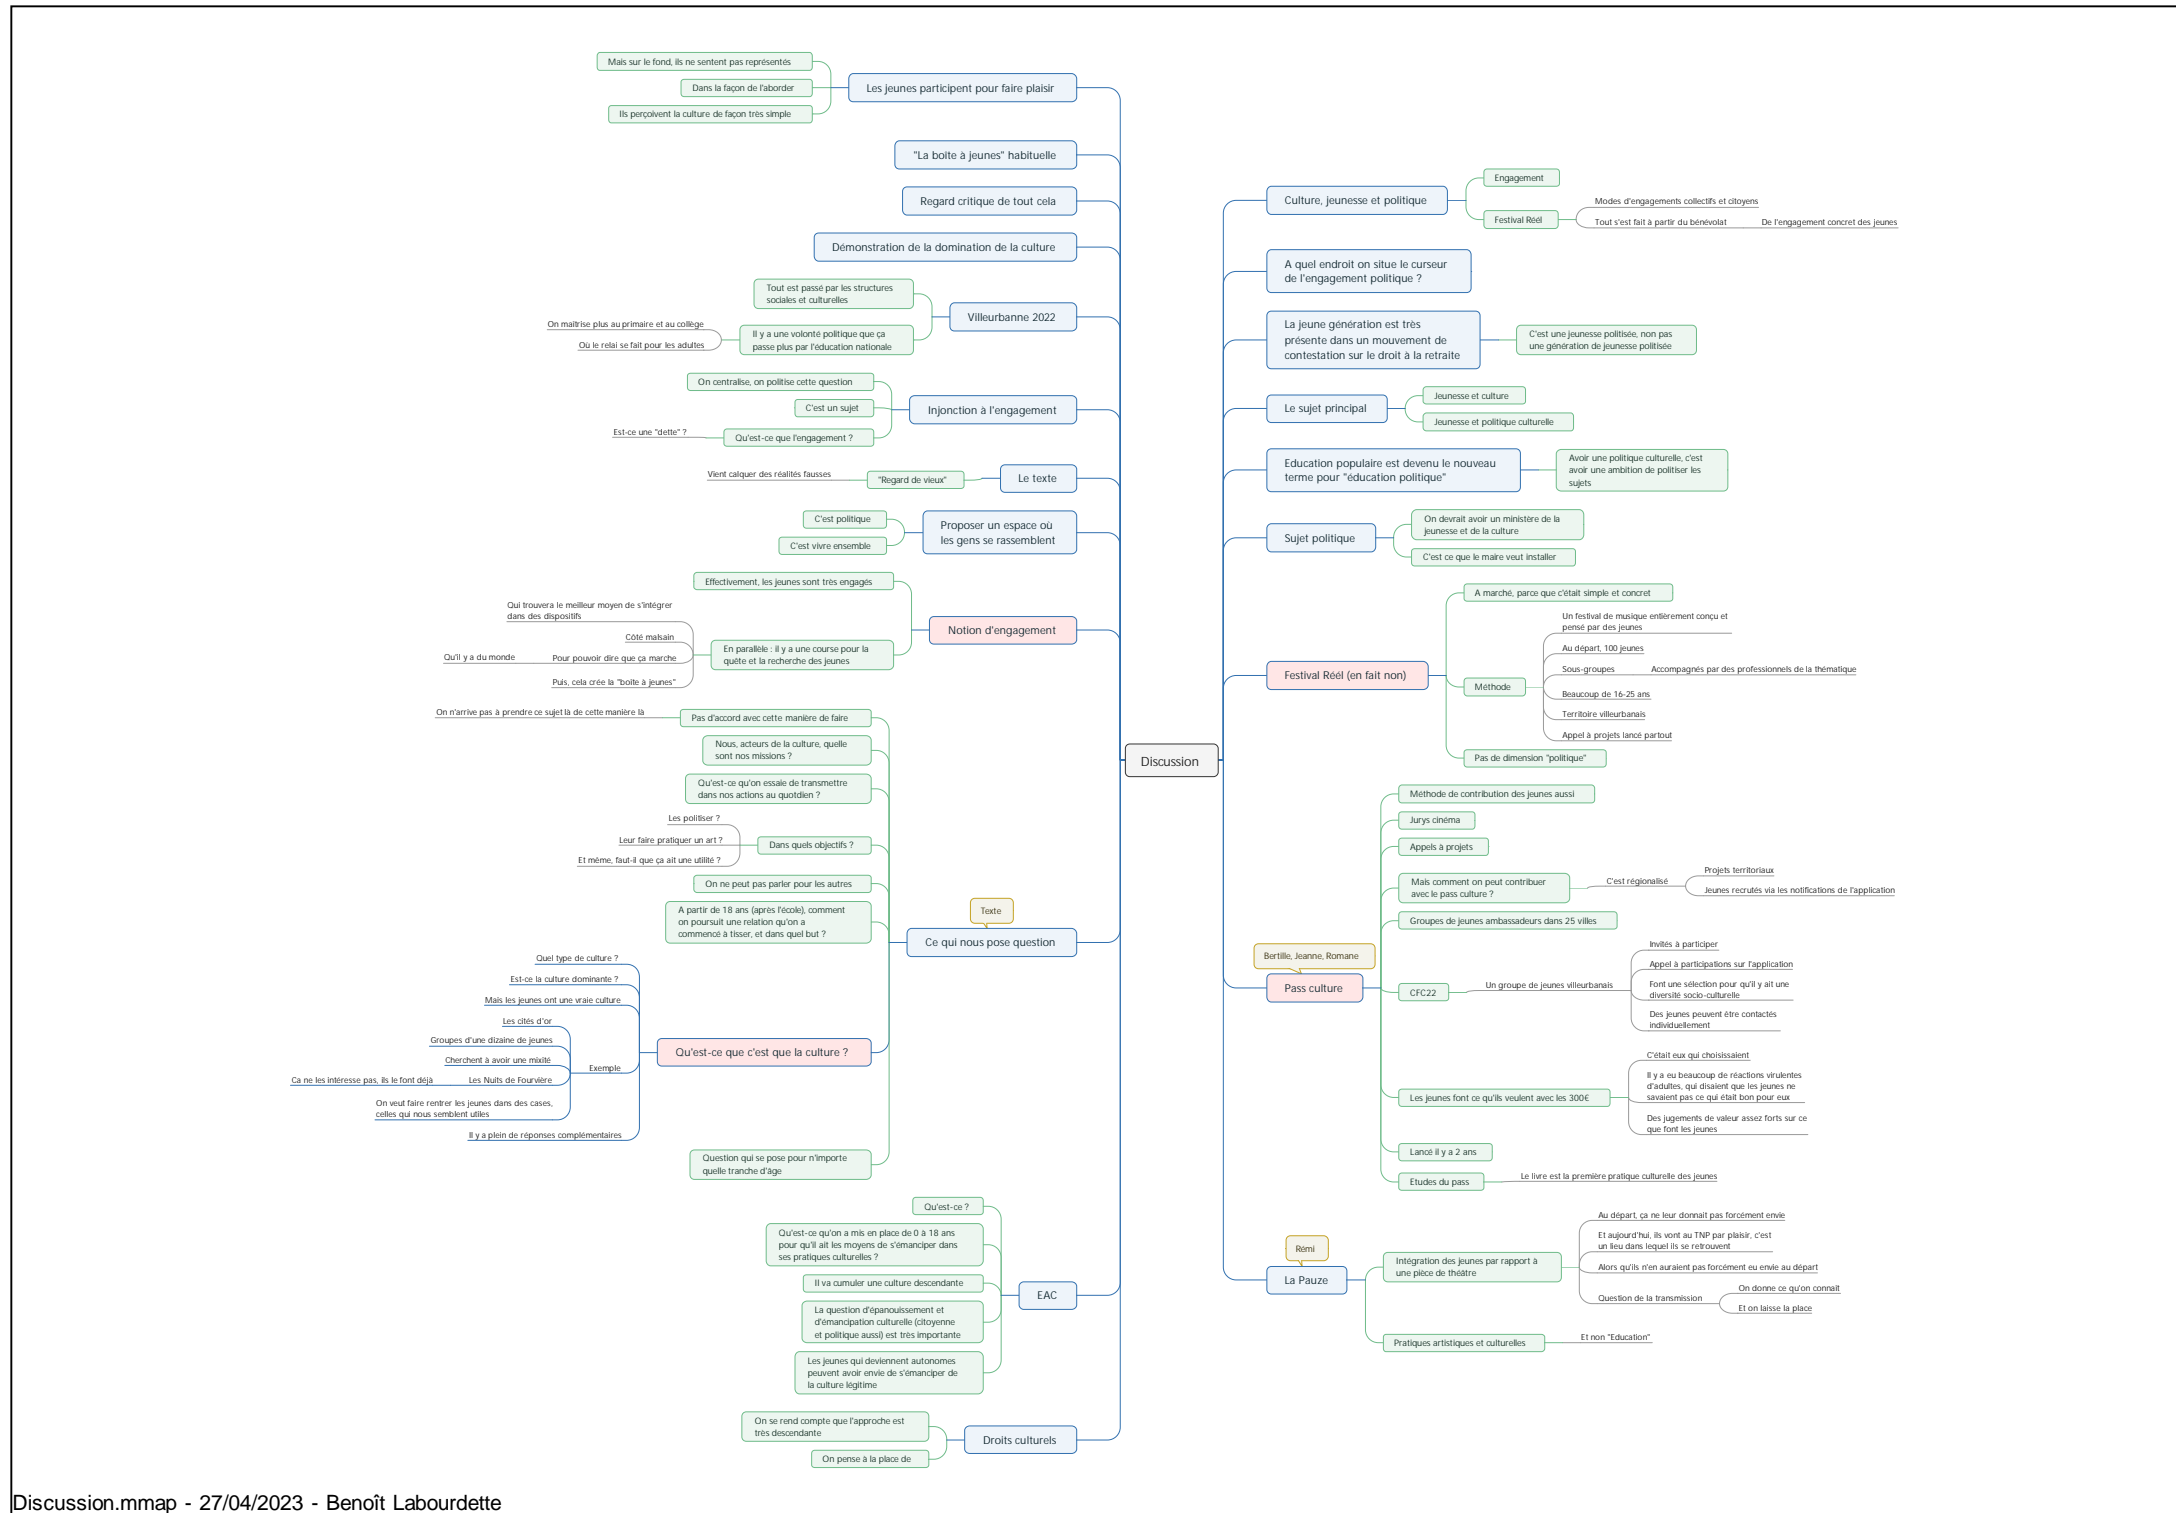 Mais sur le fond, ils ne sentent pas représentés
Dans la façon de l'aborder
Ils perçoivent la culture de façon très simple
Les jeunes participent pour faire plaisir
"La boîte à jeunes" habituelle
Regard critique de tout cela
Démonstration de la domination de la culture
Tout est passé par les structures
sociales et culturelles
On maîtrise plus au primaire et au collège
Où le relai se fait pour les adultes
Il y a une volonté politique que ça
passe plus par l'éducation nationale
Villeurbanne 2022
On centralise, on politise cette question
C'est un sujet
Est-ce une "dette" ?
Qu'est-ce que l'engagement ?
Injonction à l'engagement
Vient calquer des réalités fausses
"Regard de vieux"
Le texte
C'est politique
C'est vivre ensemble
Proposer un espace où
les gens se rassemblent
Effectivement, les jeunes sont très engagés
Qui trouvera le meilleur moyen de s'intégrer
dans des dispositifs
Côté malsain
Qu'il y a du monde
Pour pouvoir dire que ça marche
Puis, cela crée la "boîte à jeunes"
En parallèle : il y a une course pour la
quête et la recherche des jeunes
Notion d'engagement
On n'arrive pas à prendre ce sujet là de cette manière là
Pas d'accord avec cette manière de faire
Nous, acteurs de la culture, quelle
sont nos missions ?
Qu'est-ce qu'on essaie de transmettre
dans nos actions au quotdien ?
Les politiser ?
Leur faire pratiquer un art ?
Et même, faut-il que ça ait une utilité ?
Dans quels objectifs ?
On ne peut pas parler pour les autres
A partir de 18 ans (après l'école), comment
on poursuit une relation qu'on a
commencé à tisser, et dans quel but ?
Texte
Ce qui nous pose question
Quel type de culture ?
Est-ce la culture dominante ?
Mais les jeunes ont une vraie culture
Les cités d'or
Groupes d'une dizaine de jeunes
Cherchent à avoir une mixité
Ca ne les intéresse pas, ils le font déjà
Les Nuits de Fourvière
On veut faire rentrer les jeunes dans des cases,
celles qui nous semblent utiles
Exemple
Il y a plein de réponses complémentaires
Qu'est-ce que c'est que la culture ?
Question qui se pose pour n'importe
quelle tranche d'âge
Qu'est-ce ?
Qu'est-ce qu'on a mis en place de 0 à 18 ans
pour qu'il ait les moyens de s'émanciper dans
ses pratiques culturelles ?
Il va cumuler une culture descendante
La question d'épanouissement et
d'émancipation culturelle (citoyenne
et politique aussi) est très importante
Les jeunes qui deviennent autonomes
peuvent avoir envie de s'émanciper de
la culture légitime
EAC
On se rend compte que l'approche est
très descendante
On pense à la place de
Droits culturels
Discussion
Culture, jeunesse et politique
Engagement
Festival Réél
Modes d'engagements collectifs et citoyens
Tout s'est fait à partir du bénévolat
De l'engagement concret des jeunes
A quel endroit on situe le curseur
de l'engagement politique ?
La jeune génération est très
présente dans un mouvement de
contestation sur le droit à la retraite
C'est une jeunesse politisée, non pas
une génération de jeunesse politisée
Le sujet principal
Jeunesse et culture
Jeunesse et politique culturelle
Education populaire est devenu le nouveau
terme pour "éducation politique"
Avoir une politique culturelle, c'est
avoir une ambition de politiser les
sujets
Sujet politique
On devrait avoir un ministère de la
jeunesse et de la culture
C'est ce que le maire veut installer
Festival Réél (en fait non)
A marché, parce que c'était simple et concret
Méthode
Un festival de musique entièrement conçu et
pensé par des jeunes
Au départ, 100 jeunes
Sous-groupes
Accompagnés par des professionnels de la thématique
Beaucoup de 16-25 ans
Territoire villeurbanais
Appel à projets lancé partout
Pas de dimension "politique"
Bertille, Jeanne, Romane
Pass culture
Méthode de contribution des jeunes aussi
Jurys cinéma
Appels à projets
Mais comment on peut contribuer
avec le pass culture ?
C'est régionalisé
Projets territoriaux
Jeunes recrutés via les notifications de l'application
Groupes de jeunes ambassadeurs dans 25 villes
CFC22
Un groupe de jeunes villeurbanais
Invités à participer
Appel à participations sur l'application
Font une sélection pour qu'il y ait une
diversité socio-culturelle
Des jeunes peuvent être contactés
individuellement
Les jeunes font ce qu'ils veulent avec les 300€
C'était eux qui choisissaient
Il y a eu beaucoup de réactions virulentes
d'adultes, qui disaient que les jeunes ne
savaient pas ce qui était bon pour eux
Des jugements de valeur assez forts sur ce
que font les jeunes
Lancé il y a 2 ans
Etudes du pass
Le livre est la première pratique culturelle des jeunes
Rémi
La Pauze
Intégration des jeunes par rapport à
une pièce de théâtre
Au départ, ça ne leur donnait pas forcément envie
Et aujourd'hui, ils vont au TNP par plaisir, c'est
un lieu dans lequel ils se retrouvent
Alors qu'ils n'en auraient pas forcément eu envie au départ
Question de la transmission
On donne ce qu'on connait
Et on laisse la place
Pratiques artistiques et culturelles
Et non "Education"
Discussion.mmap - 27/04/2023 - Benoît Labourdette